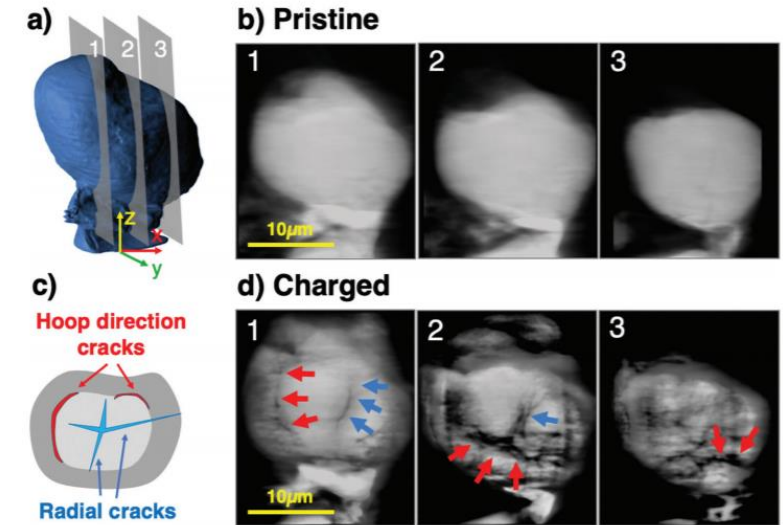 a)
1 2 3
z
x
y
b) Pristine
1 2 3
10μm
c)
Hoop direction
cracks
Radial cracks
d) Charged
1 2 3
10μm